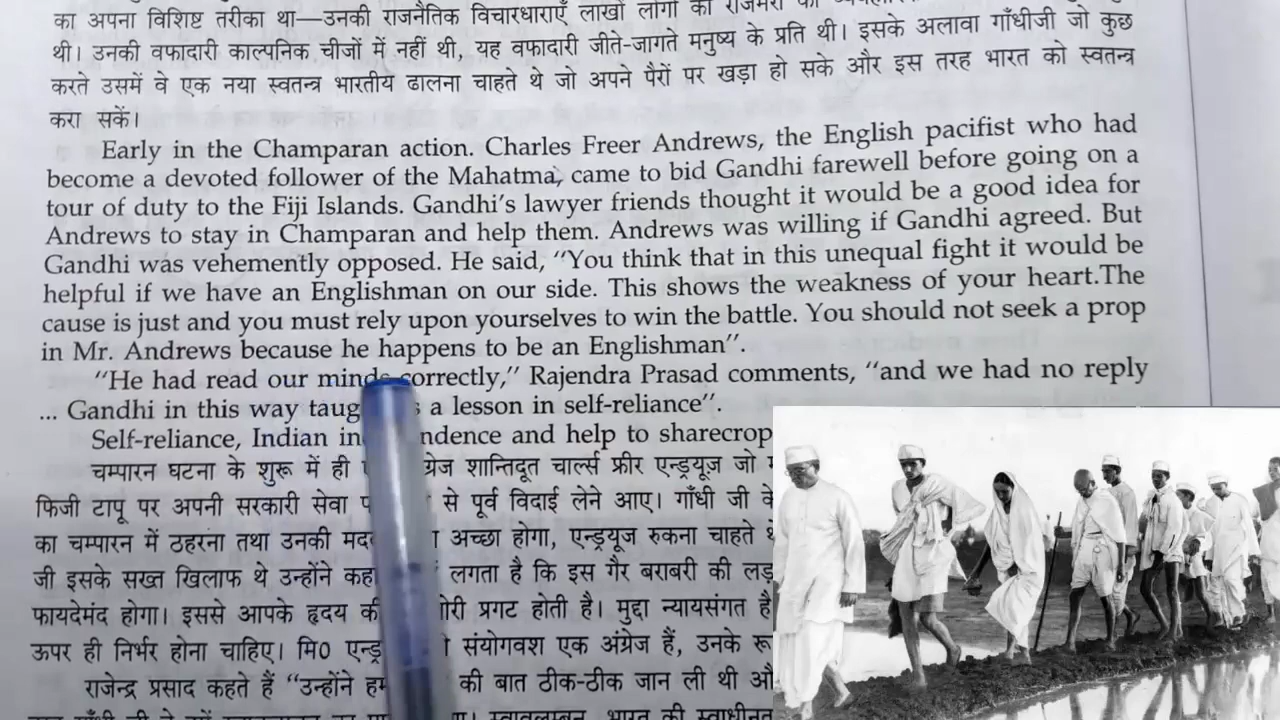 का अपना विशिष्ट तरीका था—उनकी राजनैतिक विचारधाराएँ लाखों लोगों की रोजमर्रा की
थी। उनकी वफादारी काल्पनिक चीजों में नहीं थी, यह वफादारी जीते-जागते मनुष्य के प्रति थी। इसके अलावा गाँधीजी जो कुछ
करते उसमें वे एक नया स्वतन्त्र भारतीय ढालना चाहते थे जो अपने पैरों पर खड़ा हो सके और इस तरह भारत को स्वतन्त्र
करा सकें।
Early in the Champaran action. Charles Freer Andrews, the English pacifist who had
become a devoted follower of the Mahatma, came to bid Gandhi farewell before going on a
tour of duty to the Fiji Islands. Gandhi's lawyer friends thought it would be a good idea for
Andrews to stay in Champaran and help them. Andrews was willing if Gandhi agreed. But
Gandhi was vehemently opposed. He said, "You think that in this unequal fight it would be
helpful if we have an Englishman on our side. This shows the weakness of your heart.The
cause is just and you must rely upon yourselves to win the battle. You should not seek a prop
in Mr. Andrews because he happens to be an Englishman".
"He had read our minds correctly," Rajendra Prasad comments, "and we had no reply
... Gandhi in this way taug s a lesson in self-reliance".
Self-reliance, Indian in ndence and help to sharecrop
चम्पारन घटना के शुरू में ही ग्रेज शान्तिदूत चार्ल्स फ्रीर एन्ड्रयूज़ जो
फिजी टापू पर अपनी सरकारी सेवा से पूर्व विदाई लेने आए। गाँधी जी के
का चम्पारन में ठहरना तथा उनकी मदद अच्छा होगा, एन्ड्रयूज रुकना चाहते थे
जी इसके सख्त खिलाफ थे उन्होंने कहा लगता है कि इस गैर बराबरी की लड़
फायदेमंद होगा। इससे आपके हृदय की ोरी प्रगट होती है। मुद्दा न्यायसंगत है
ऊपर ही निर्भर होना चाहिए। मि० एन्ड्र संयोगवश एक अंग्रेज हैं, उनके रू
राजेन्द्र प्रसाद कहते हैं "उन्होंने हम की बात ठीक-ठीक जान ली थी औ
स्वावलम्बन, भारत की स्वाधीनत